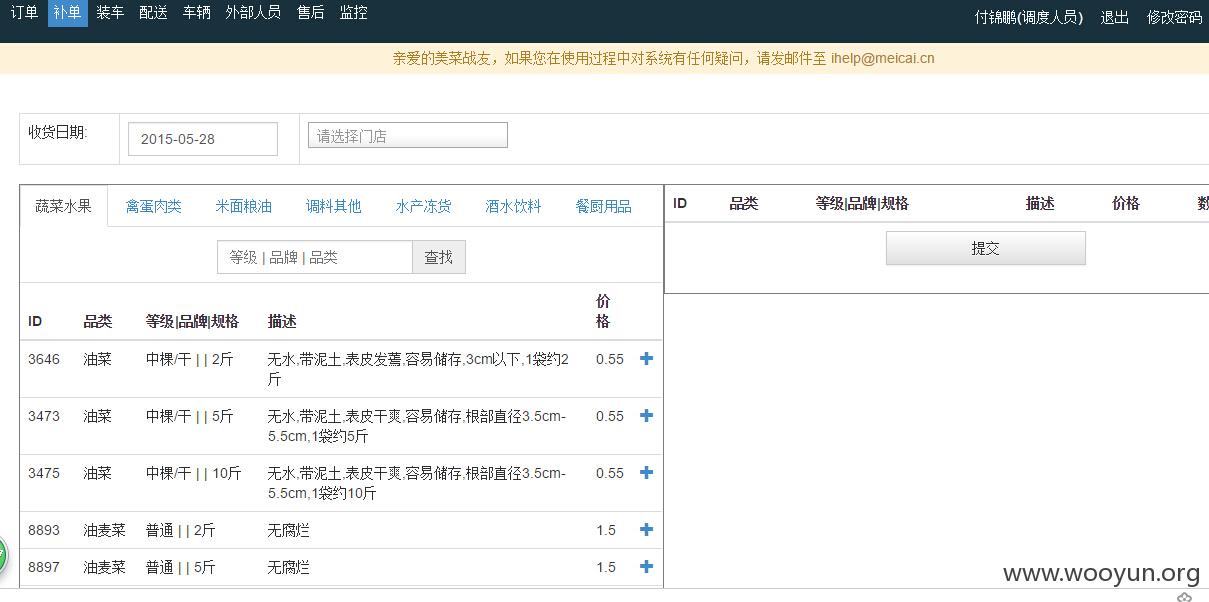 订单 补单 装车 配送 车辆 外部人员 售后 监控 付锦鹏(调度人员) 退出 修改密码
亲爱的美菜战友，如果您在使用过程中对系统有任何疑问，请发邮件至 ihelp@meicai.cn
收货日期: 2015-05-28 请选择门店
蔬菜水果 禽蛋肉类 米面粮油 调料其他 水产冻货 酒水饮料 餐厨用品
等级 | 品牌 | 品类 查找
ID 品类 等级|品牌|规格 描述 价
格
3646 油菜 中棵/干 | | 2斤 无水,带泥土,表皮发蔫,容易储存,3cm以下,1袋约2
斤 0.55
3473 油菜 中棵/干 | | 5斤 无水,带泥土,表皮干爽,容易储存,根部直径3.5cm-
5.5cm,1袋约5斤 0.55
3475 油菜 中棵/干 | | 10斤 无水,带泥土,表皮干爽,容易储存,根部直径3.5cm-
5.5cm,1袋约10斤 0.55
8893 油麦菜 普通 | | 2斤 无腐烂 1.5
8897 油麦菜 普通 | | 5斤 无腐烂 1.5
ID 品类 等级|品牌|规格 描述 价格
提交
www.wooyun.org